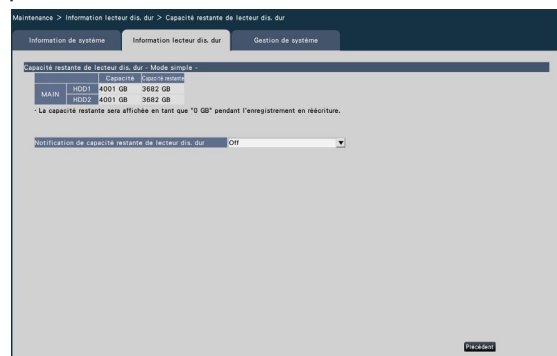 Maintenance > Information lecteur dis. dur > Capacité restante de lecteur dis. dur
Information de système Information lecteur dis. dur Gestion de système
Capacité restante de lecteur dis. dur - Mode simple -
Capacité Capacité restante
MAIN HDD1 4001 GB 3682 GB
HDD2 4001 GB 3682 GB
- La capacité restante sera affichée en tant que "0 GB" pendant l'enregistrement en réécriture.
Notification de capacité restante de lecteur dis. dur Off
Précédent